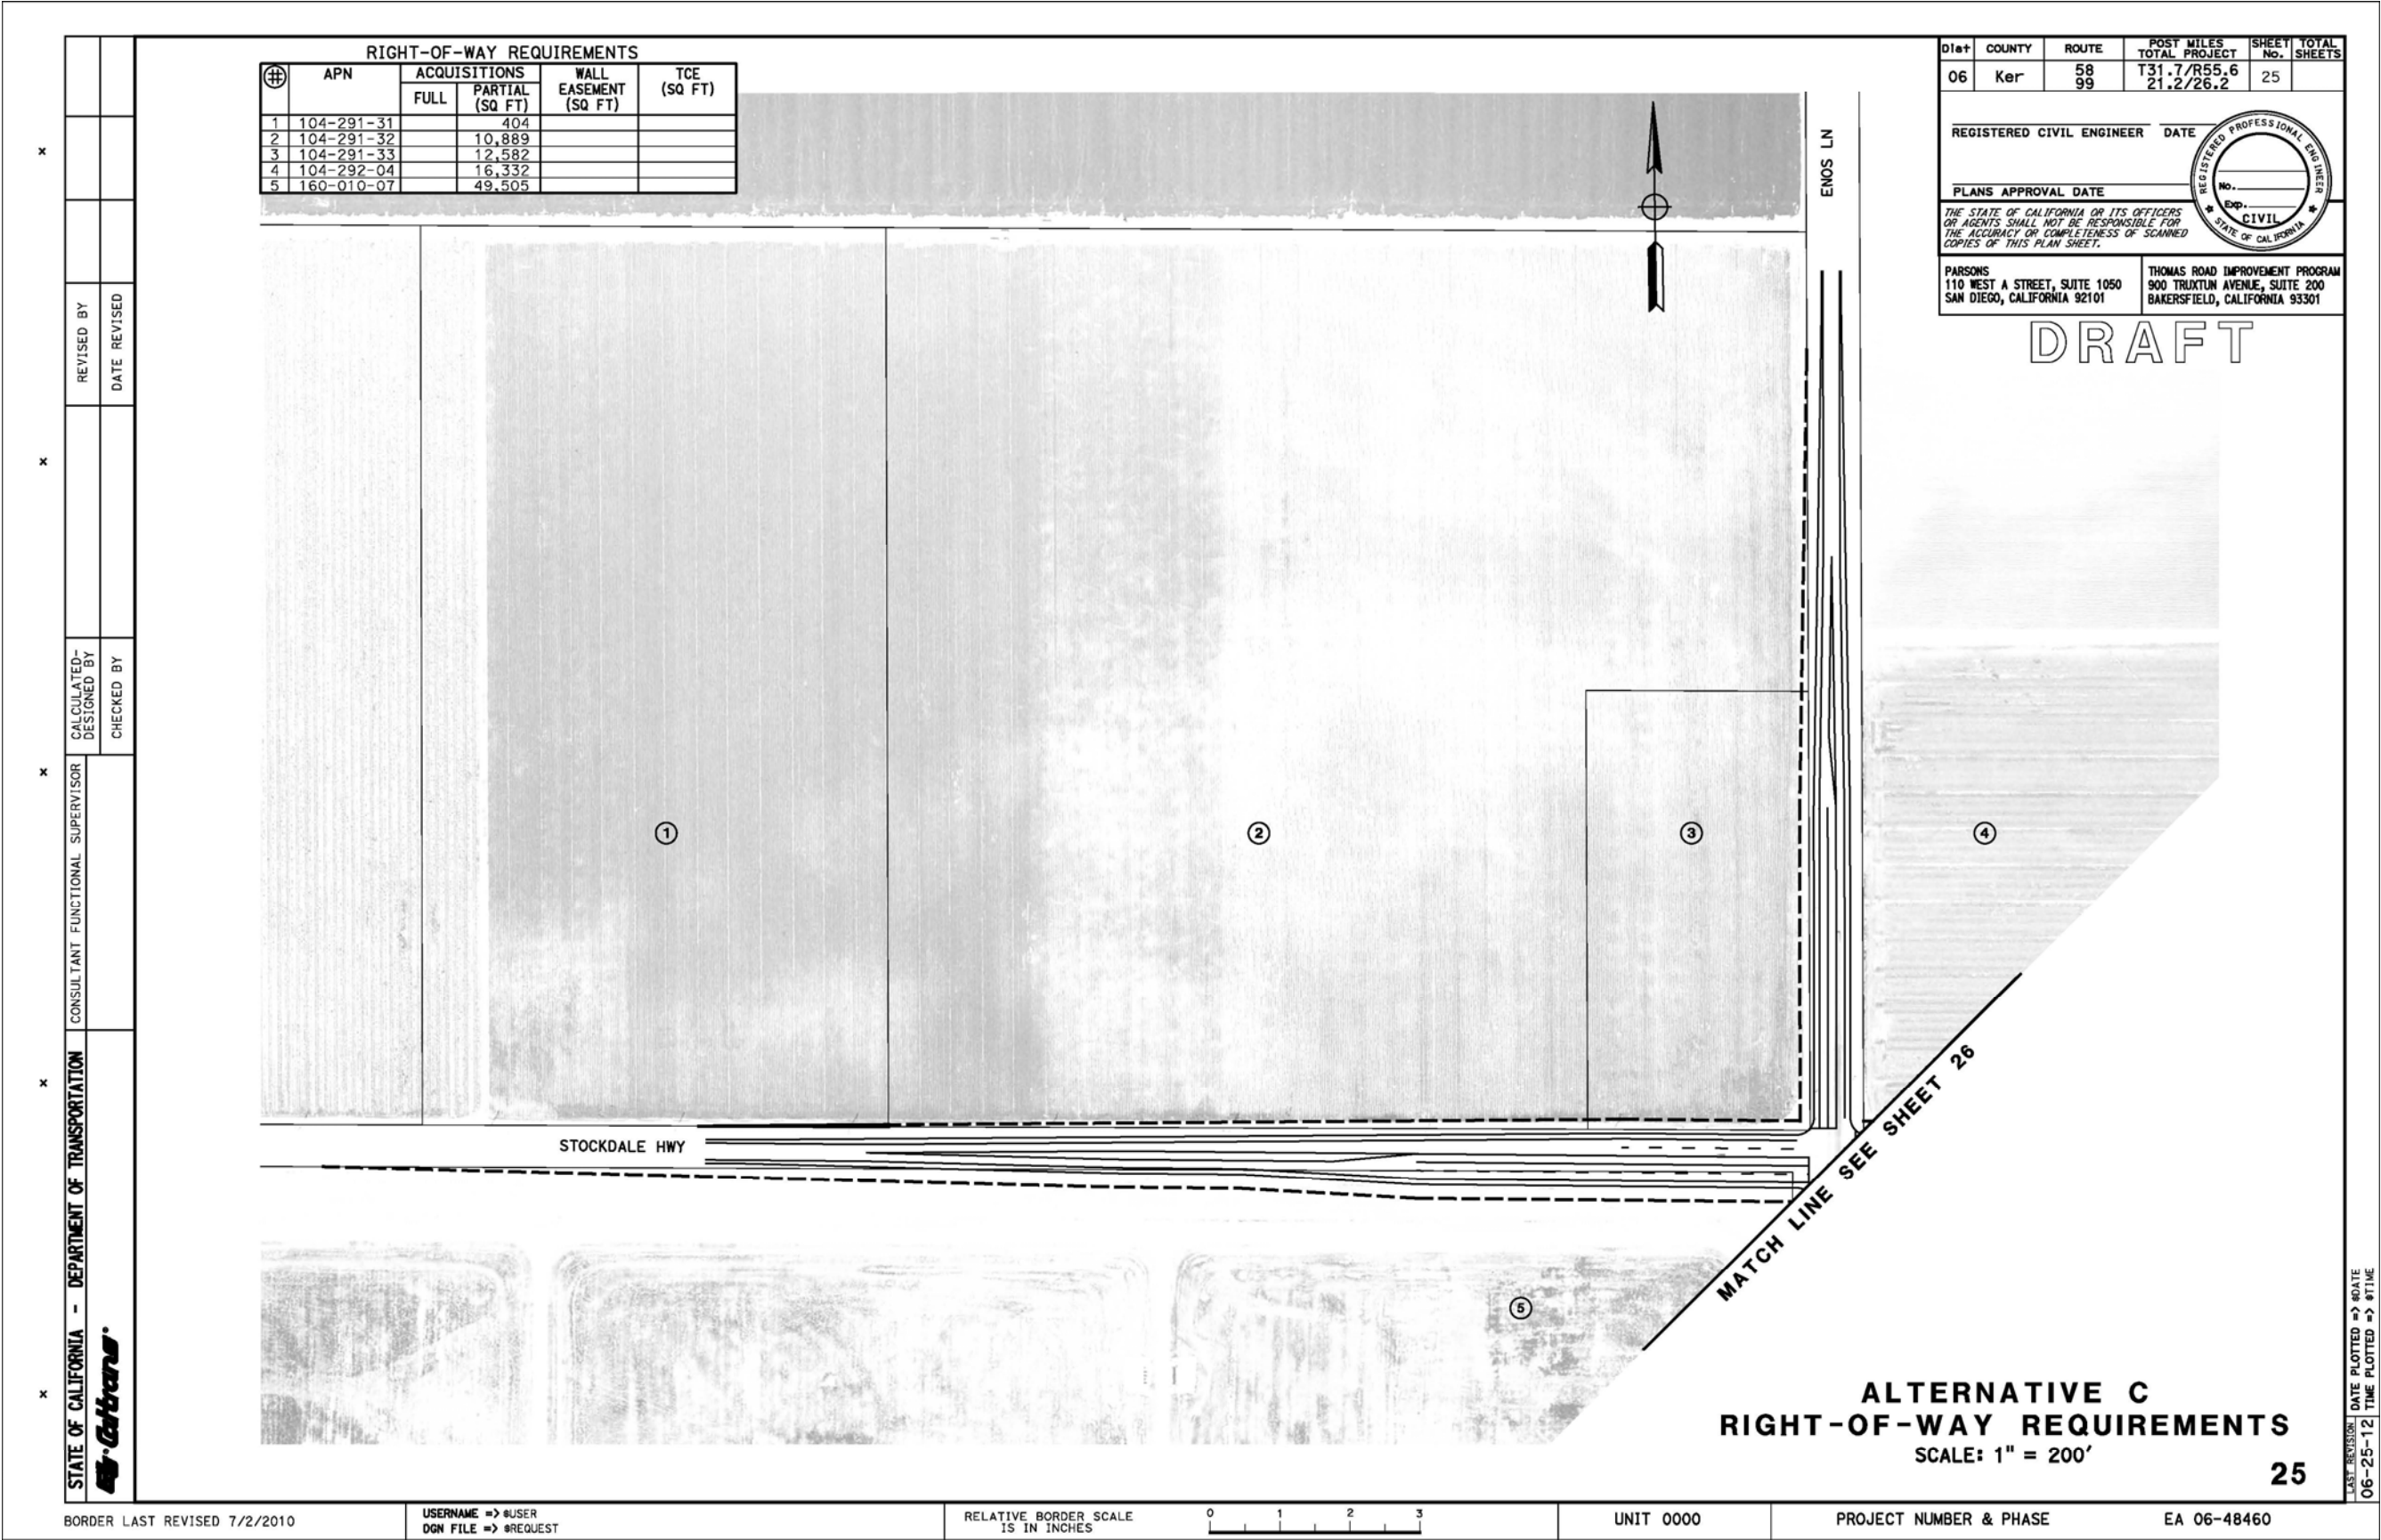 RIGHT-OF-WAY REQUIREMENTS
# APN ACQUISITIONS WALL EASEMENT (SQ FT) TCE (SQ FT)
FULL PARTIAL (SQ FT)
1 104-291-31 404
2 104-291-32 10,889
3 104-291-33 12,582
4 104-292-04 16,332
5 160-010-07 49,505
Dist COUNTY ROUTE POST MILES TOTAL PROJECT SHEET No. TOTAL SHEETS
06 Ker 58 99 T31.7/R55.6 21.2/26.2 25
REGISTERED CIVIL ENGINEER DATE
PLANS APPROVAL DATE
THE STATE OF CALIFORNIA OR ITS OFFICERS
OR AGENTS SHALL NOT BE RESPONSIBLE FOR
THE ACCURACY OR COMPLETENESS OF SCANNED
COPIES OF THIS PLAN SHEET.
REGISTERED PROFESSIONAL ENGINEER
No.
Exp.
CIVIL
STATE OF CALIFORNIA
PARSONS
110 WEST A STREET, SUITE 1050
SAN DIEGO, CALIFORNIA 92101
THOMAS ROAD IMPROVEMENT PROGRAM
900 TRUXTUN AVENUE, SUITE 200
BAKERSFIELD, CALIFORNIA 93301
DRAFT
ENOS LN
x
x
x
x
x
REVISED BY
DATE REVISED
CALCULATED-
DESIGNED BY
CHECKED BY
CONSULTANT FUNCTIONAL SUPERVISOR
STATE OF CALIFORNIA - DEPARTMENT OF TRANSPORTATION
Caltrans
1
2
3
4
STOCKDALE HWY
MATCH LINE SEE SHEET 26
5
ALTERNATIVE C
RIGHT-OF-WAY REQUIREMENTS
SCALE: 1" = 200'
25
LAST REVISION
06-25-12
DATE PLOTTED => $DATE
TIME PLOTTED => $TIME
BORDER LAST REVISED 7/2/2010
USERNAME => $USER
DGN FILE => $REQUEST
RELATIVE BORDER SCALE
IS IN INCHES
0 1 2 3
UNIT 0000
PROJECT NUMBER & PHASE
EA 06-48460